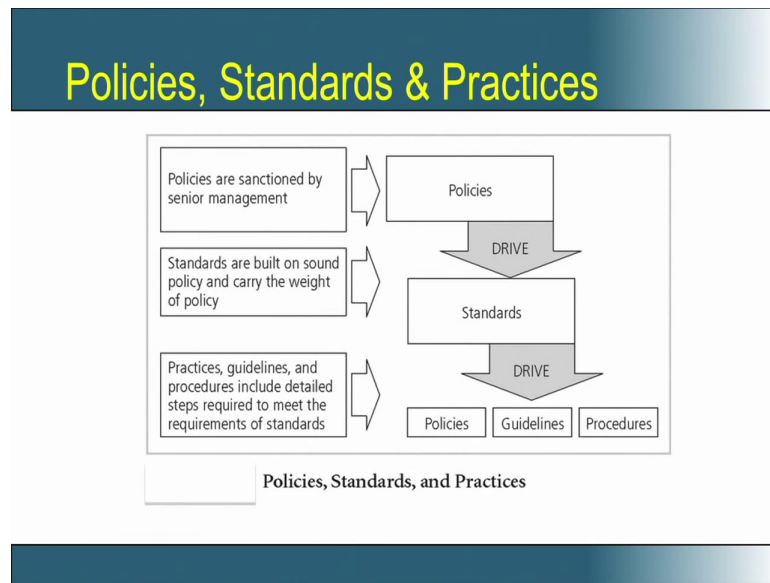 Policies, Standards & Practices
Policies are sanctioned by
senior management
Policies
DRIVE
Standards are built on sound
policy and carry the weight
of policy
Standards
DRIVE
Practices, guidelines, and
procedures include detailed
steps required to meet the
requirements of standards
Policies
Guidelines
Procedures
Policies, Standards, and Practices